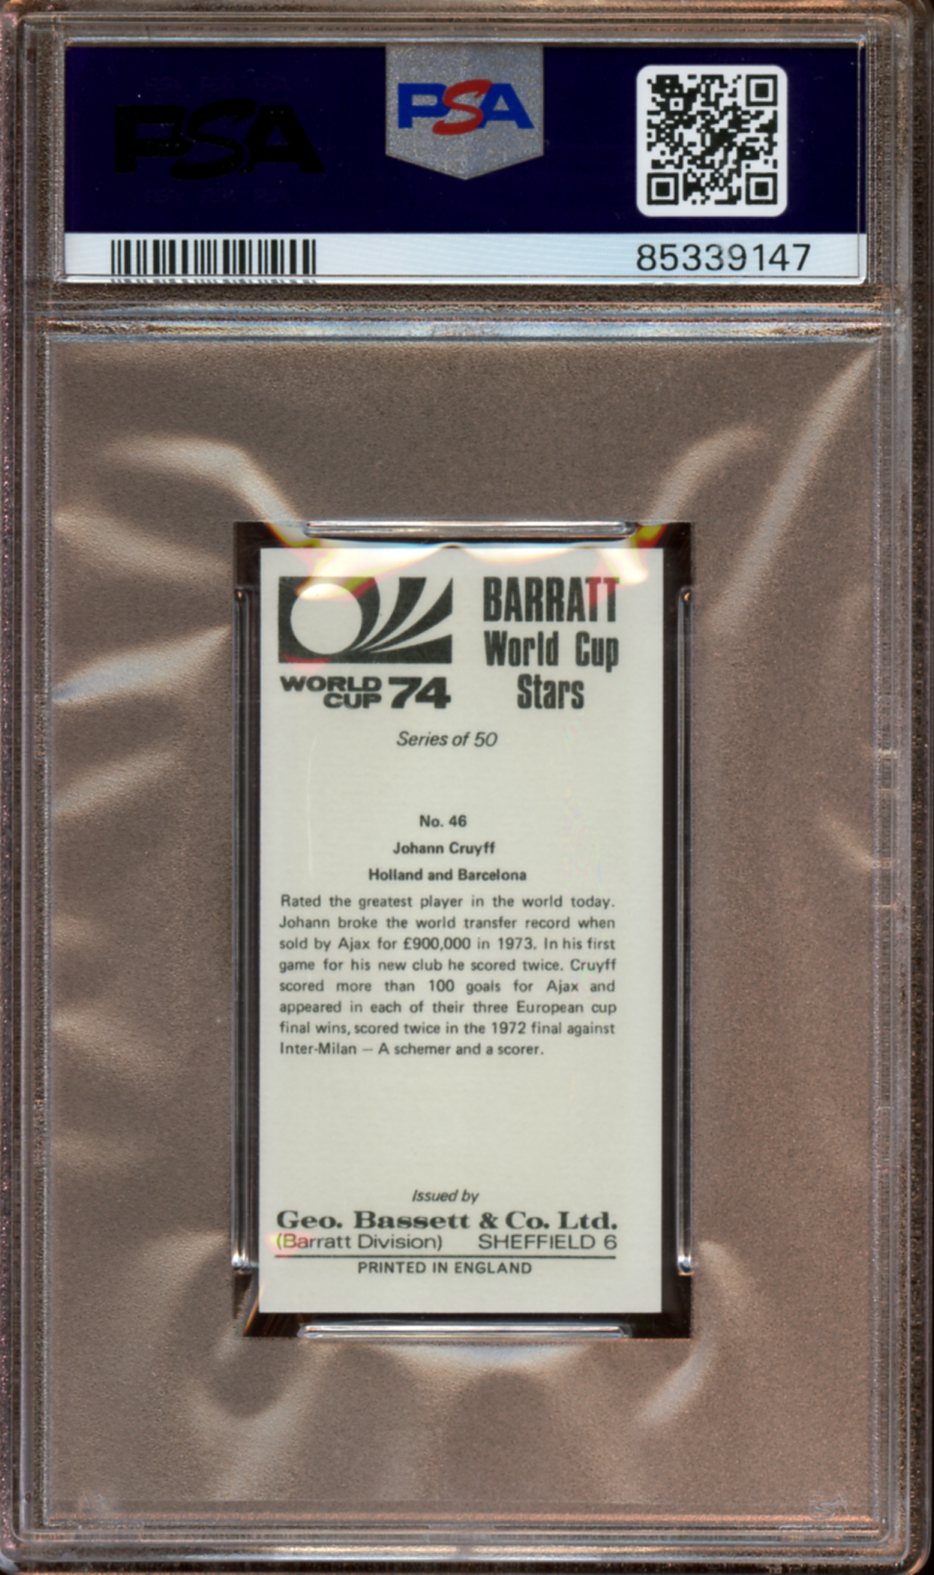 PSA
PSA
85339147
WORLD
CUP 74
BARRATT
World Cup
Stars
Series of 50
No. 46
Johann Cruyff
Holland and Barcelona
Rated the greatest player in the world today.
Johann broke the world transfer record when
sold by Ajax for £900,000 in 1973. In his first
game for his new club he scored twice. Cruyff
scored more than 100 goals for Ajax and
appeared in each of their three European cup
final wins, scored twice in the 1972 final against
Inter-Milan — A schemer and a scorer.
Issued by
Geo. Bassett & Co. Ltd.
(Barratt Division) SHEFFIELD 6
PRINTED IN ENGLAND